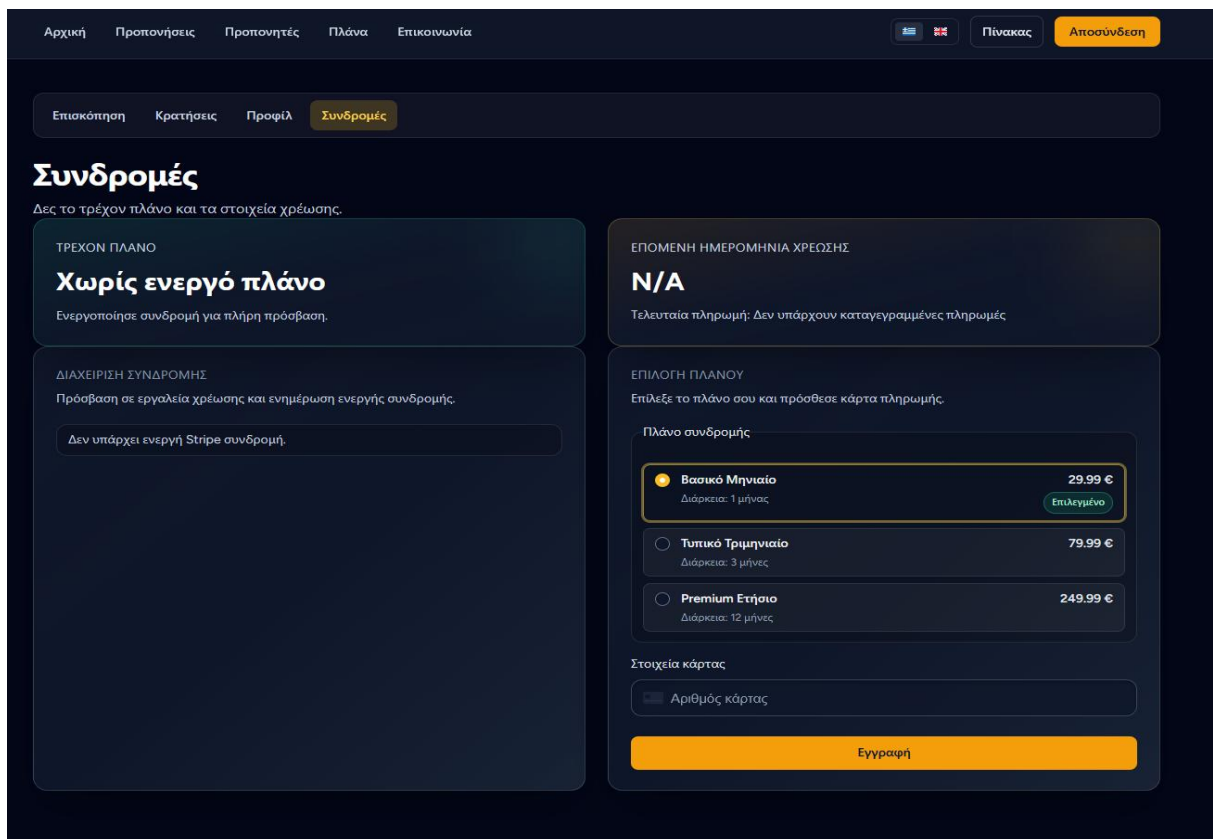 Αρχική Προπονήσεις Προπονητές Πλάνα Επικοινωνία Πίνακας Αποσύνδεση
Επισκόπηση Κρατήσεις Προφίλ Συνδρομές
Συνδρομές
Δες το τρέχον πλάνο και τα στοιχεία χρέωσης.
ΤΡΕΧΟΝ ΠΛΑΝΟ
Χωρίς ενεργό πλάνο
Ενεργοποίησε συνδρομή για πλήρη πρόσβαση.
ΕΠΟΜΕΝΗ ΗΜΕΡΟΜΗΝΙΑ ΧΡΕΩΣΗΣ
N/A
Τελευταία πληρωμή: Δεν υπάρχουν καταγεγραμμένες πληρωμές
ΔΙΑΧΕΙΡΙΣΗ ΣΥΝΔΡΟΜΗΣ
Πρόσβαση σε εργαλεία χρέωσης και ενημέρωση ενεργής συνδρομής.
Δεν υπάρχει ενεργή Stripe συνδρομή.
ΕΠΙΛΟΓΗ ΠΛΑΝΟΥ
Επίλεξε το πλάνο σου και πρόσθεσε κάρτα πληρωμής.
Πλάνο συνδρομής
Βασικό Μηνιαίο 29.99 €
Διάρκεια: 1 μήνας Επιλεγμένο
Τυπικό Τριμηνιαίο 79.99 €
Διάρκεια: 3 μήνες
Premium Ετήσιο 249.99 €
Διάρκεια: 12 μήνες
Στοιχεία κάρτας
Αριθμός κάρτας
Εγγραφή